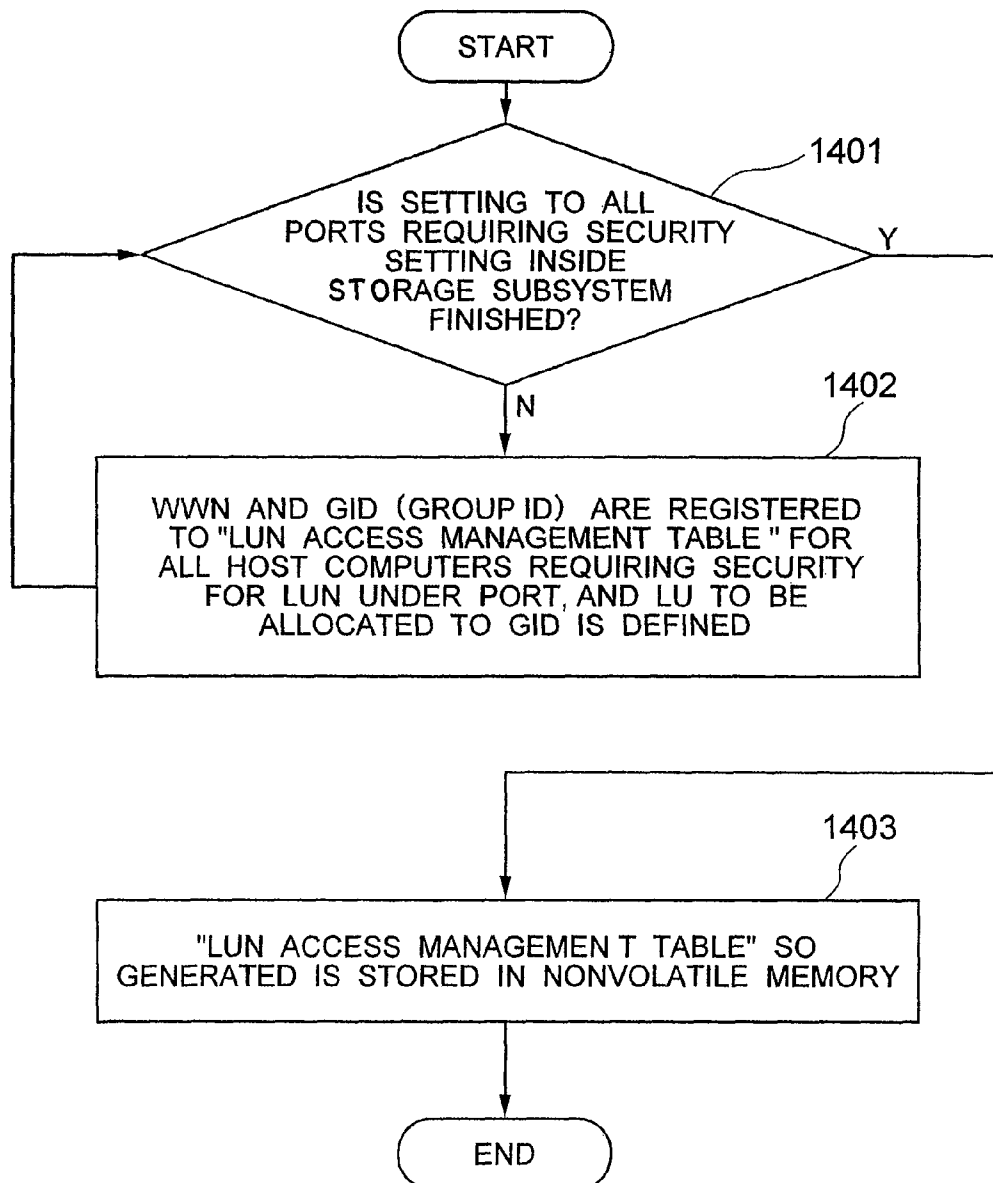 START
1401
IS SETTING TO ALL
PORTS REQUIRING SECURITY
SETTING INSIDE
STORAGE SUBSYSTEM
FINISHED?
Y
N
1402
WWN AND GID (GROUP ID) ARE REGISTERED
TO "LUN ACCESS MANAGEMENT TABLE" FOR
ALL HOST COMPUTERS REQUIRING SECURITY
FOR LUN UNDER PORT, AND LU TO BE
ALLOCATED TO GID IS DEFINED
1403
"LUN ACCESS MANAGEMENT TABLE" SO
GENERATED IS STORED IN NONVOLATILE MEMORY
END